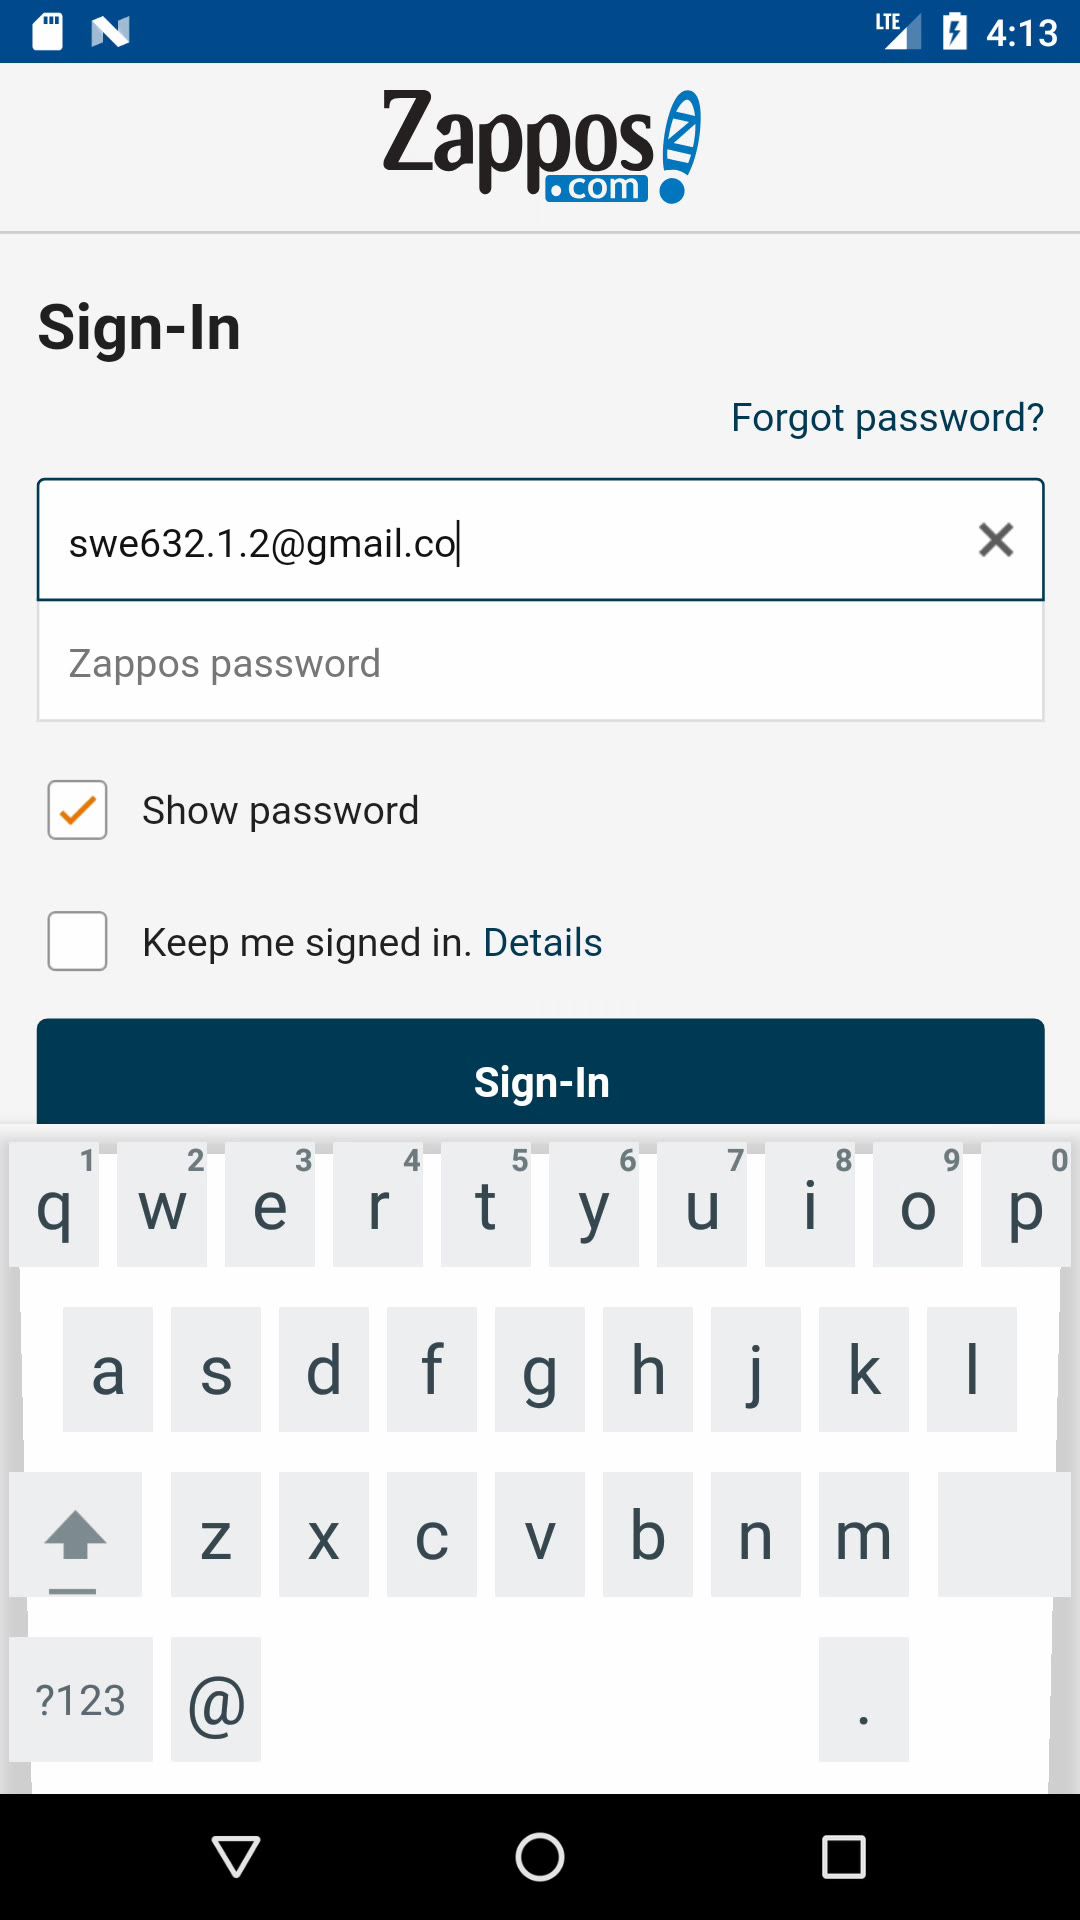 LTE 4:13
Zappos
.com
Sign-In
Forgot password?
swe632.1.2@gmail.co
Zappos password
Show password
Keep me signed in. Details
Sign-In
1 2 3 4 5 6 7 8 9 0
q w e r t y u i o p
a s d f g h j k l
z x c v b n m
?123 @ .